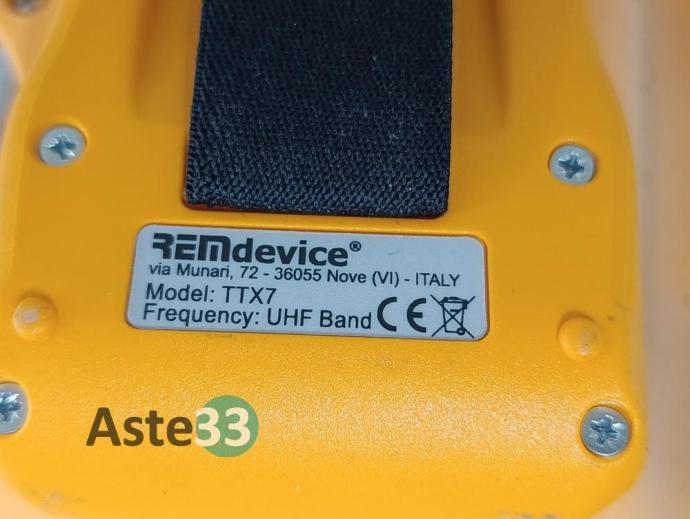 REMdevice®
via Munari, 72 - 36055 Nove (VI) - ITALY
Model: TTX7
Frequency: UHF Band CE
Aste33